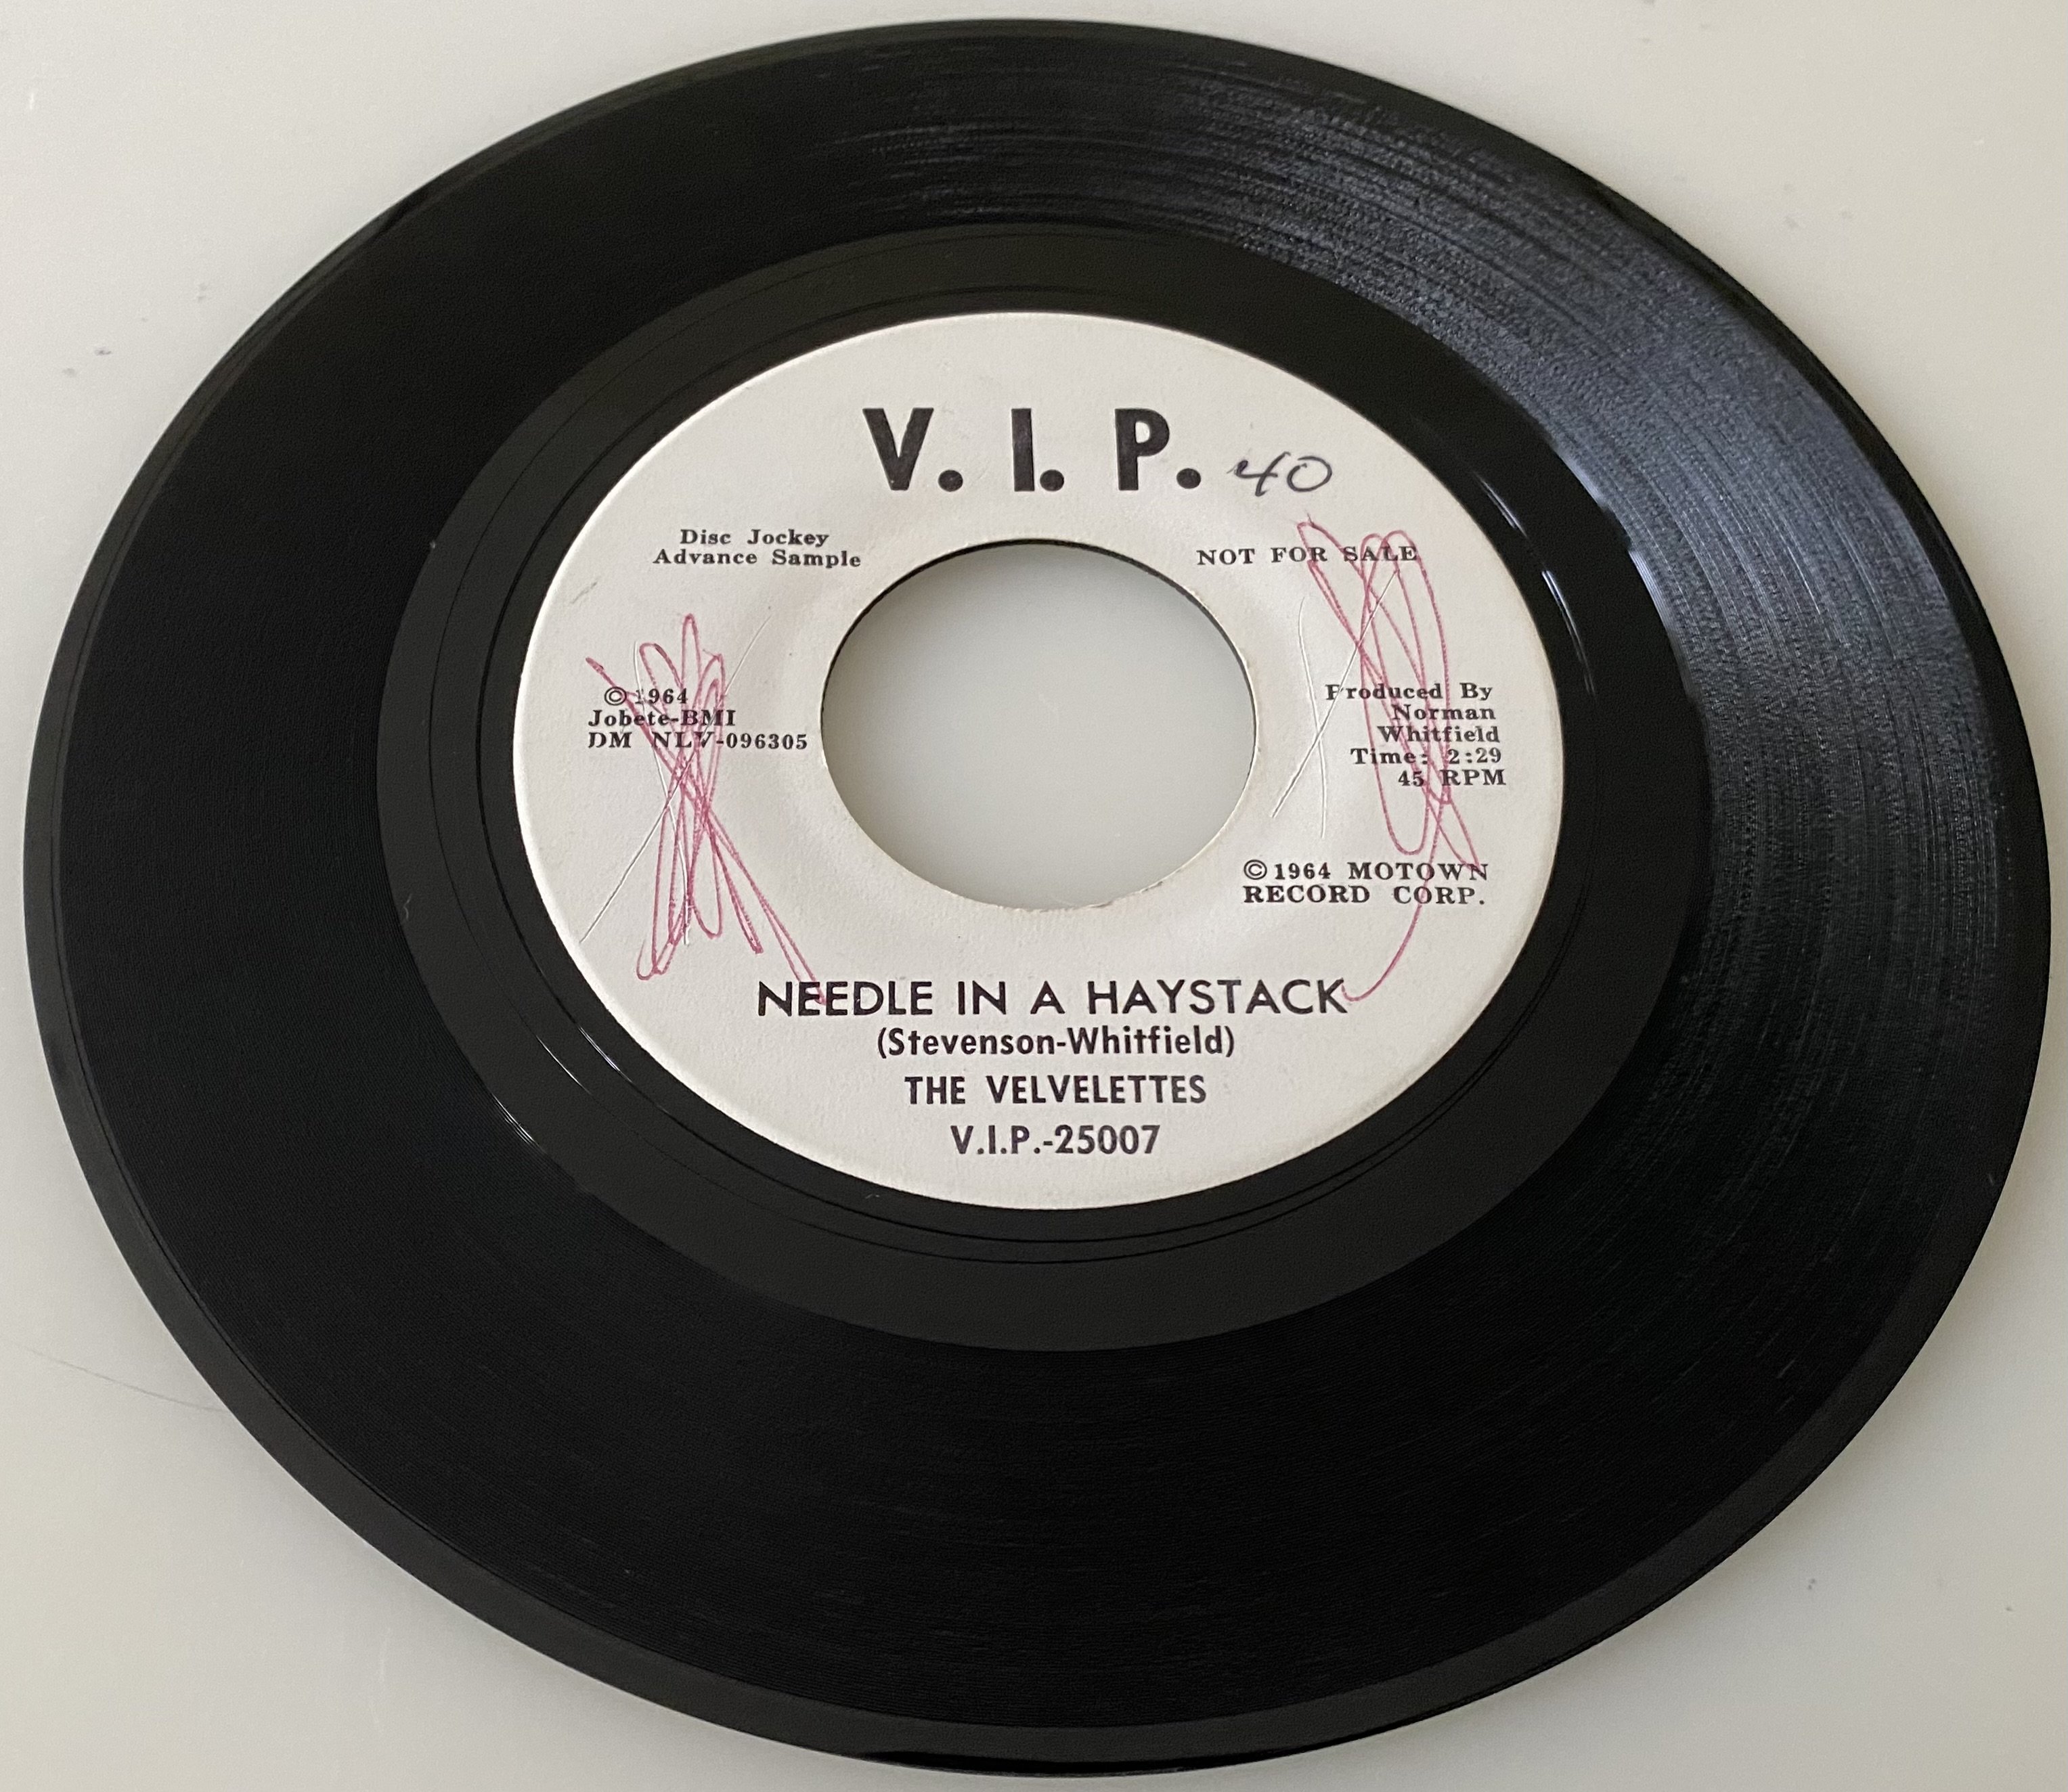 V. I. P. 40
Disc Jockey
Advance Sample
NOT FOR SALE
©1964
Jobete-BMI
DM NLV-096305
Produced By
Norman
Whitfield
Time: 2:29
45 RPM
©1964 MOTOWN
RECORD CORP.
NEEDLE IN A HAYSTACK
(Stevenson-Whitfield)
THE VELVELETTES
V.I.P.-25007